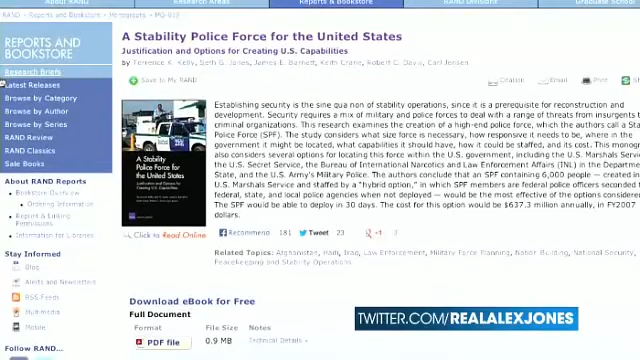 About RAND
Research Areas
Reports & Bookstore
RAND Divisions
Graduate School
RAND > Reports and Bookstore > Monographs > MG-819
REPORTS AND
BOOKSTORE
Research Briefs
Latest Releases
Browse by Category
Browse by Author
Browse by Series
RAND Review
RAND Classics
Sale Books
About RAND Reports
Bookstore Overview
Ordering Information
Reprint & Linking
Permissions
Information for Libraries
Stay Informed
Blog
Alerts and Newsletters
RSS Feeds
Multimedia
Mobile
Follow RAND...
A Stability Police Force for the United States
Justification and Options for Creating U.S. Capabilities
by Terrence K. Kelly, Seth G. Jones, James E. Barnett, Keith Crane, Robert C. Davis, Carl Jensen
Save to My RAND
Citation
Email
Print
Sh
A Stability
Police Force for
the United States
Justification and Options for
Creating U.S. Capabilities
Click to Read Online
Establishing security is the sine qua non of stability operations, since it is a prerequisite for reconstruction and
development. Security requires a mix of military and police forces to deal with a range of threats from insurgents t
criminal organizations. This research examines the creation of a high-end police force, which the authors call a Sta
Police Force (SPF). The study considers what size force is necessary, how responsive it needs to be, where in the
government it might be located, what capabilities it should have, how it could be staffed, and its cost. This monogra
also considers several options for locating this force within the U.S. government, including the U.S. Marshals Servic
the U.S. Secret Service, the Bureau of International Narcotics and Law Enforcement Affairs (INL) in the Departmen
State, and the U.S. Army's Military Police. The authors conclude that an SPF containing 6,000 people — created in
U.S. Marshals Service and staffed by a "hybrid option," in which SPF members are federal police officers seconded t
federal, state, and local police agencies when not deployed — would be the most effective of the options considered
The SPF would be able to deploy in 30 days. The cost for this option would be $637.3 million annually, in FY2007
dollars.
Recommend 181 Tweet 23 +1 3
Related Topics: Afghanistan, Haiti, Iraq, Law Enforcement, Military Force Planning, Nation Building, National Security,
Peacekeeping and Stability Operations
Download eBook for Free
Full Document
Format File Size Notes
PDF file 0.9 MB Technical Details
TWITTER.COM/REALALEXJONES